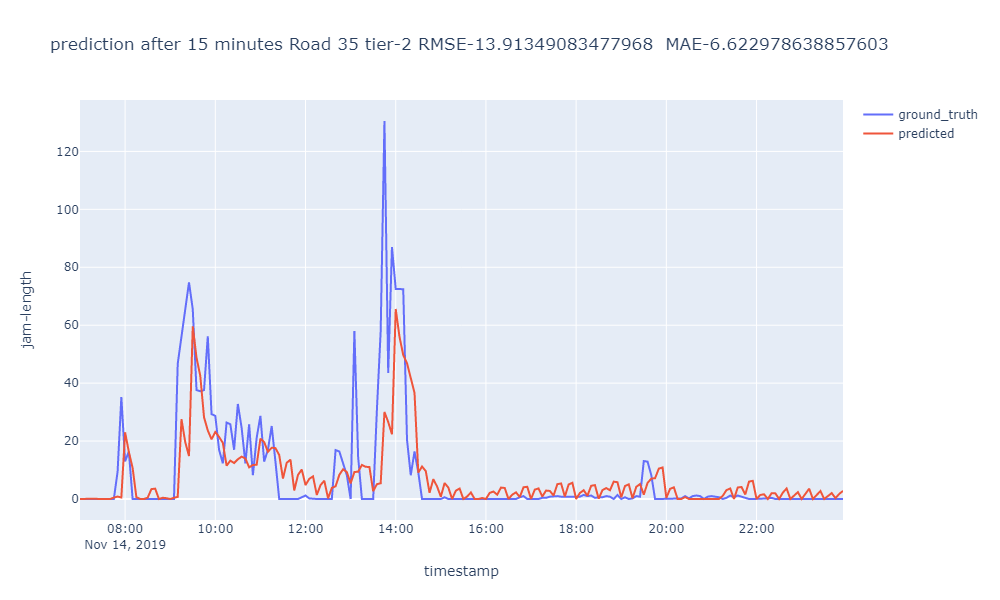 prediction after 15 minutes Road 35 tier-2 RMSE-13.91349083477968  MAE-6.622978638857603
ground_truth
predicted
120
100
80
60
40
20
0
jam-length
08:00 10:00 12:00 14:00 16:00 18:00 20:00 22:00
Nov 14, 2019
timestamp